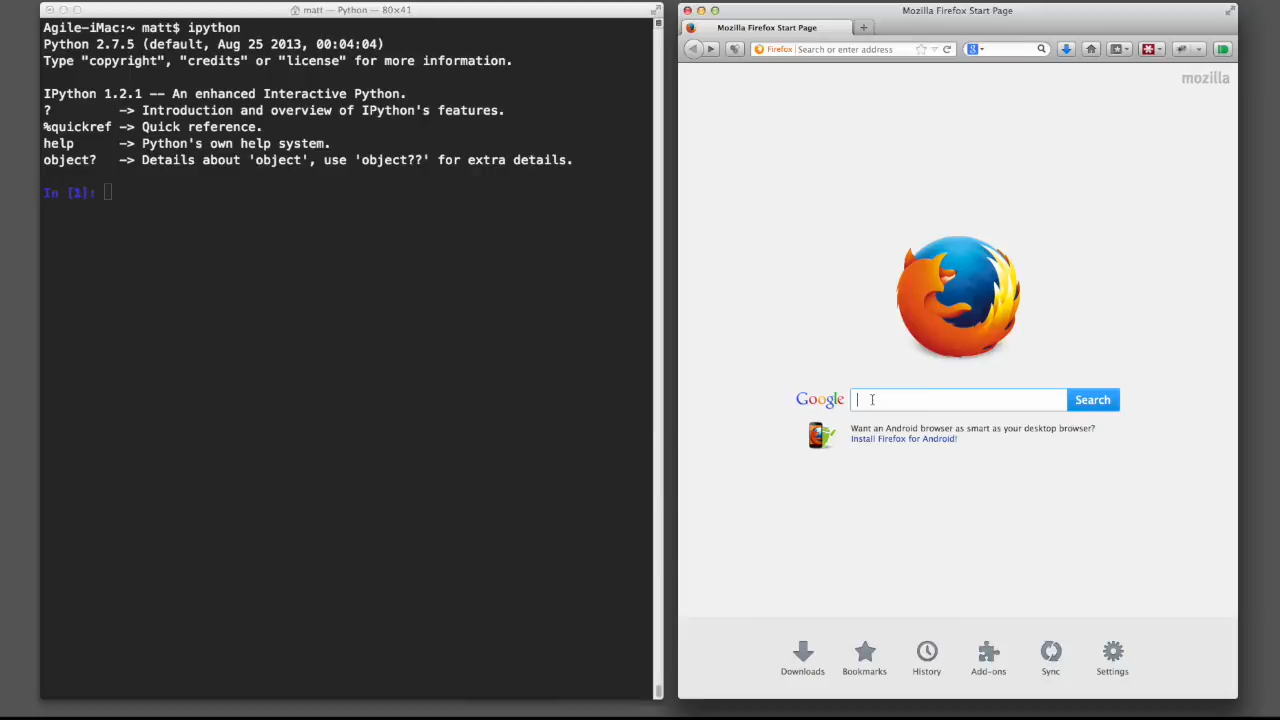 matt — Python — 80×41
Agile-iMac:~ matt$ ipython
Python 2.7.5 (default, Aug 25 2013, 00:04:04)
Type "copyright", "credits" or "license" for more information.
IPython 1.2.1 -- An enhanced Interactive Python.
?         -> Introduction and overview of IPython's features.
%quickref -> Quick reference.
help      -> Python's own help system.
object?   -> Details about 'object', use 'object??' for extra details.
In [1]:
Mozilla Firefox Start Page
Mozilla Firefox Start Page
Firefox Search or enter address
mozilla
Google Search
Want an Android browser as smart as your desktop browser?
Install Firefox for Android!
Downloads Bookmarks History Add-ons Sync Settings